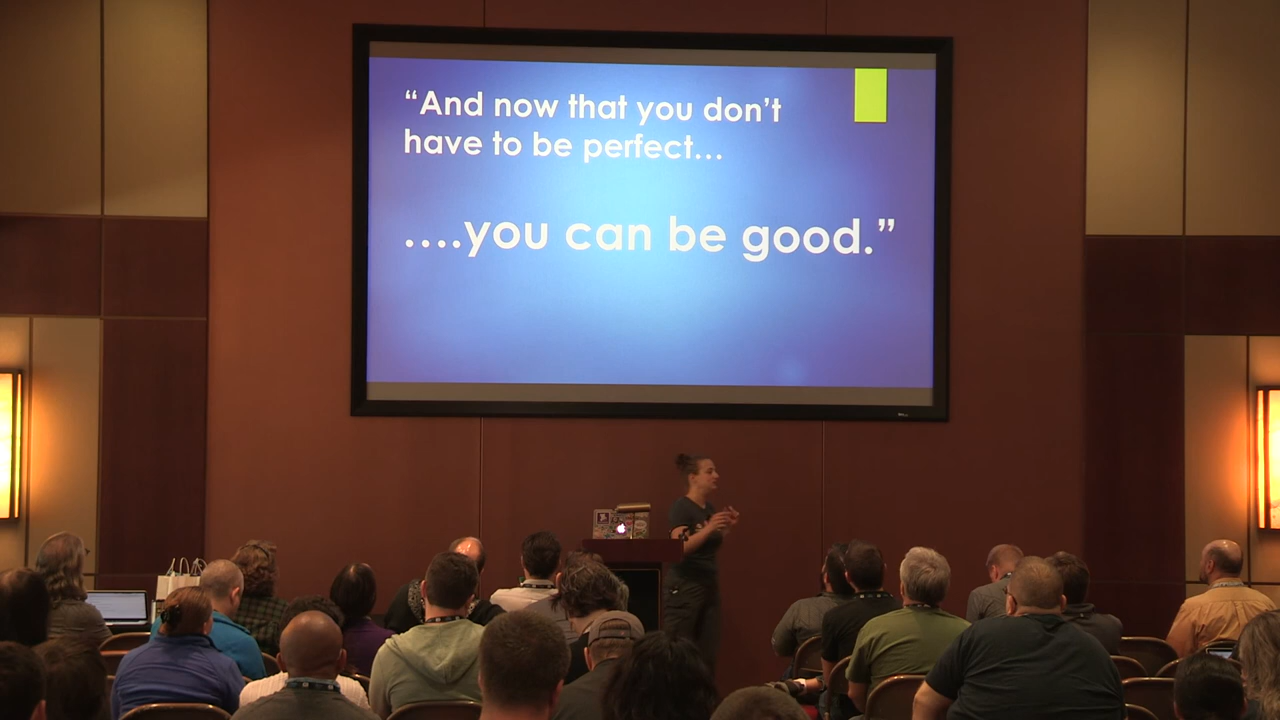 “And now that you don’t
have to be perfect...
....you can be good.”